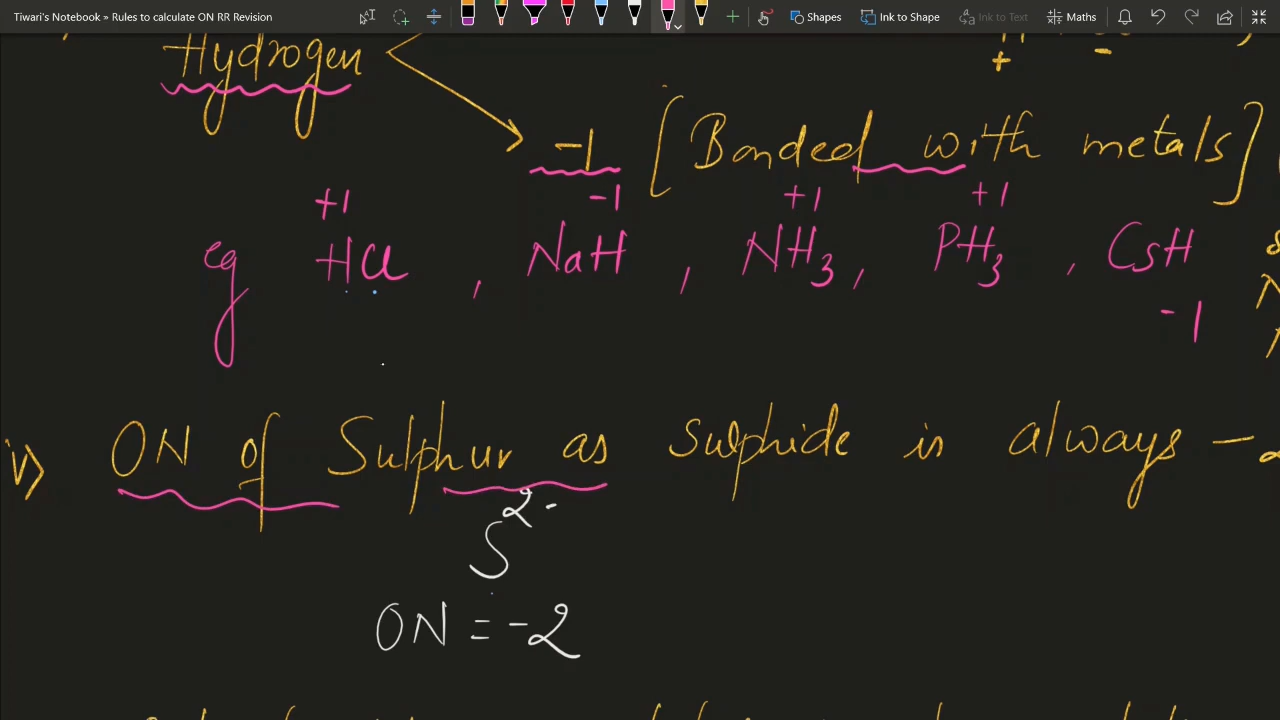 Tiwari's Notebook » Rules to calculate ON RR Revision
Shapes Ink to Shape Ink to Text Maths
Hydrogen
+ -
-1 [Bonded with metals]
+1 -1 +1 +1
eg HCl , NaH , NH3, PH3 , CsH
-1
iv) ON of Sulphur as sulphide is always -2
S2-
ON = -2